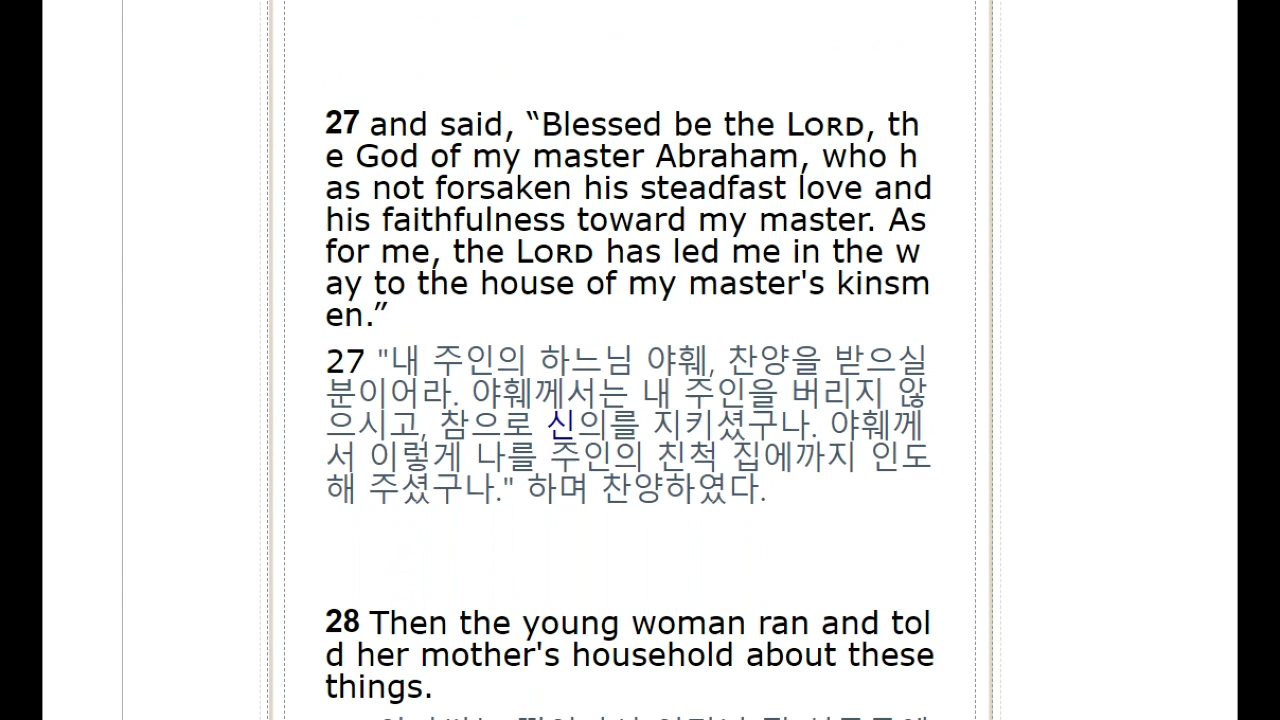 27 and said, “Blessed be the LORD, th
e God of my master Abraham, who h
as not forsaken his steadfast love and
his faithfulness toward my master. As
for me, the LORD has led me in the w
ay to the house of my master's kinsm
en.”
27 "내 주인의 하느님 야훼, 찬양을 받으실
분이어라. 야훼께서는 내 주인을 버리지 않
으시고, 참으로 신의를 지키셨구나. 야훼께
서 이렇게 나를 주인의 친척 집에까지 인도
해 주셨구나." 하며 찬양하였다.
28 Then the young woman ran and tol
d her mother's household about these
things.